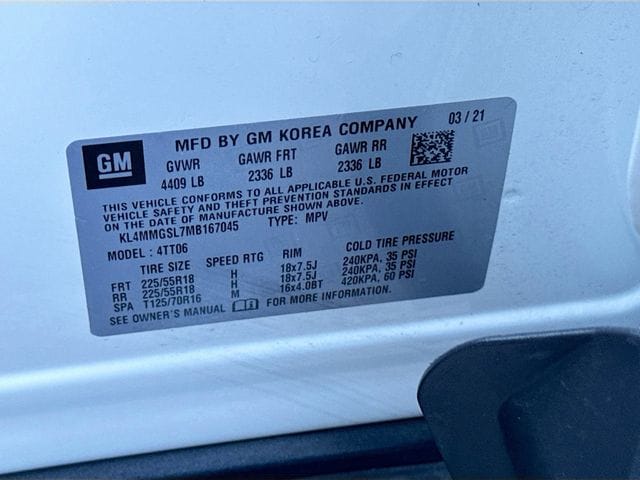 GM
MFD BY GM KOREA COMPANY 03 / 21
GVWR GAWR FRT GAWR RR
4409 LB 2336 LB 2336 LB
THIS VEHICLE CONFORMS TO ALL APPLICABLE U.S. FEDERAL MOTOR
VEHICLE SAFETY AND THEFT PREVENTION STANDARDS IN EFFECT
ON THE DATE OF MANUFACTURE SHOWN ABOVE.
KL4MMGSL7MB167045 TYPE: MPV
MODEL : 4TT06
TIRE SIZE SPEED RTG RIM COLD TIRE PRESSURE
FRT 225/55R18 H 18x7.5J 240KPA, 35 PSI
RR 225/55R18 H 18x7.5J 240KPA, 35 PSI
SPA T125/70R16 M 16x4.0BT 420KPA, 60 PSI
SEE OWNER'S MANUAL FOR MORE INFORMATION.